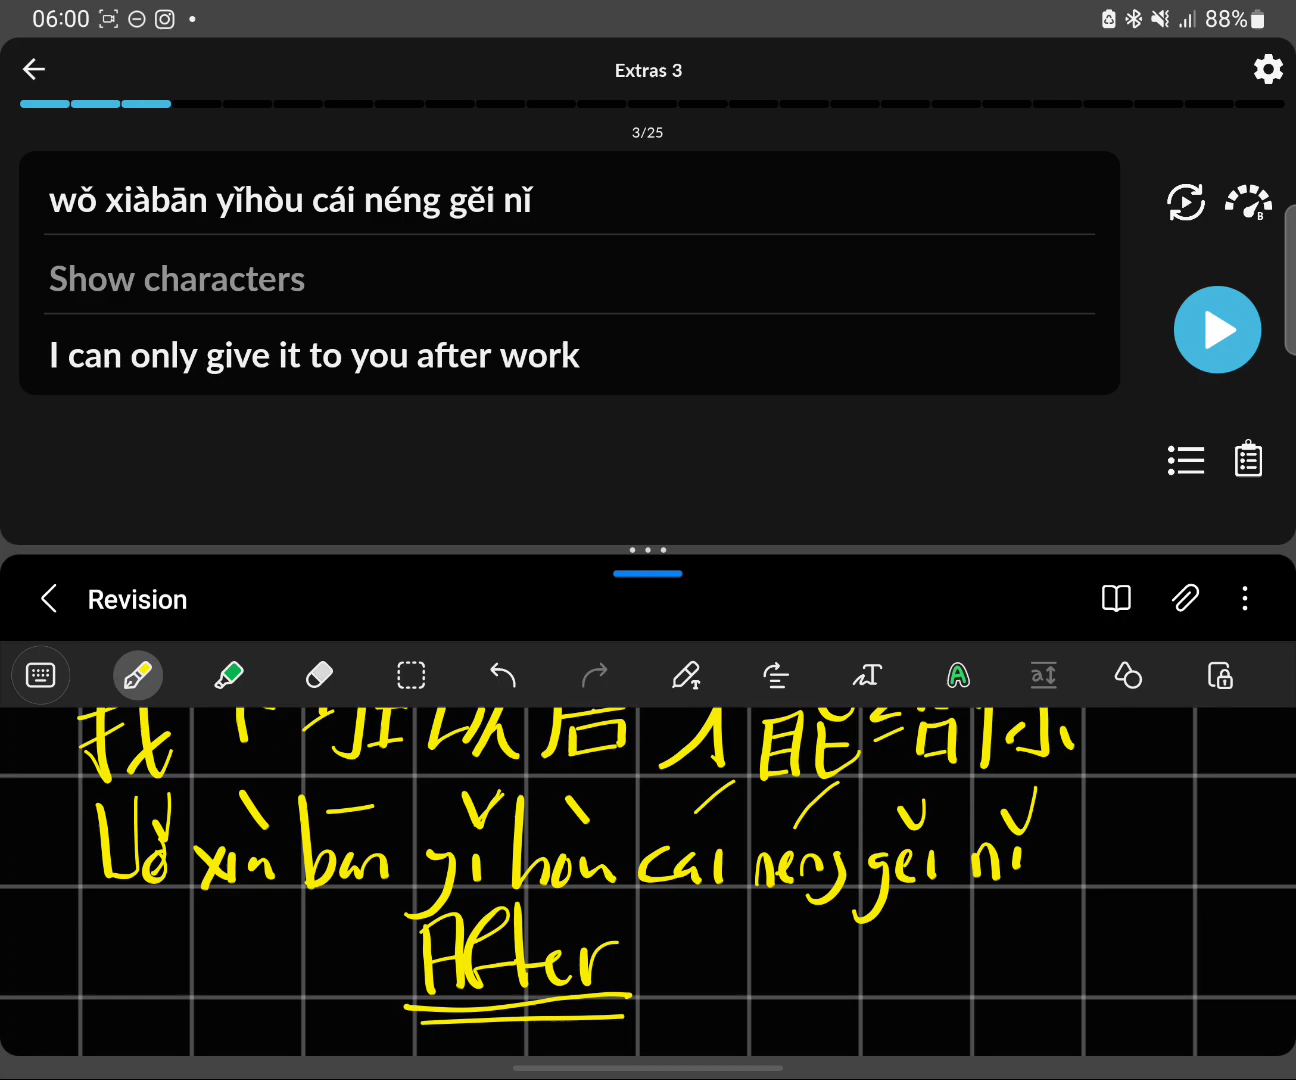 06:00
88%
Extras 3
3/25
wǒ xiàbān yǐhòu cái néng gěi nǐ
Show characters
I can only give it to you after work
Revision
我下班以后才能给你
Wǒ xìa bān yǐ hòu cái néng gěi nǐ
After